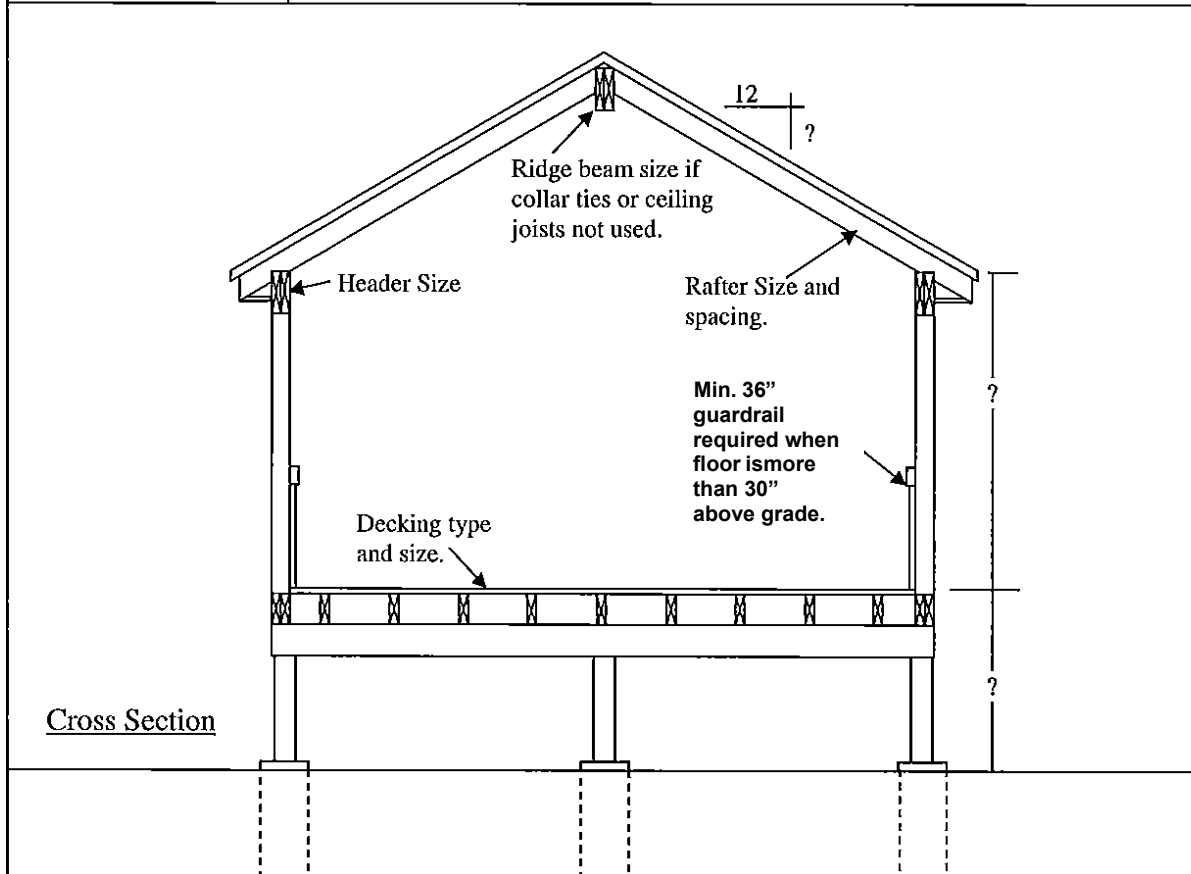 12
?
Ridge beam size if
collar ties or ceiling
joists not used.
Header Size
Rafter Size and
spacing.
Min. 36”
guardrail
required when
floor ismore
than 30”
above grade.
?
Decking type
and size.
?
Cross Section